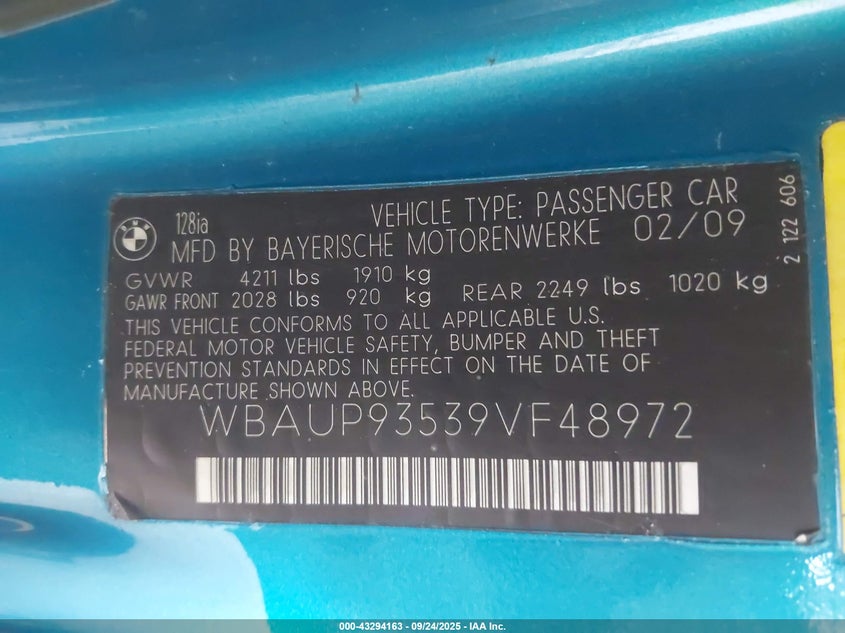 BMW
128ia
VEHICLE TYPE: PASSENGER CAR
MFD BY BAYERISCHE MOTORENWERKE 02/09
GVWR 4211 lbs 1910 kg
GAWR FRONT 2028 lbs 920 kg REAR 2249 lbs 1020 kg
THIS VEHICLE CONFORMS TO ALL APPLICABLE U.S.
FEDERAL MOTOR VEHICLE SAFETY, BUMPER AND THEFT
PREVENTION STANDARDS IN EFFECT ON THE DATE OF
MANUFACTURE SHOWN ABOVE.
WBAUP93539VF48972
2 122 606
000-43294163 - 09/24/2025 - IAA Inc.